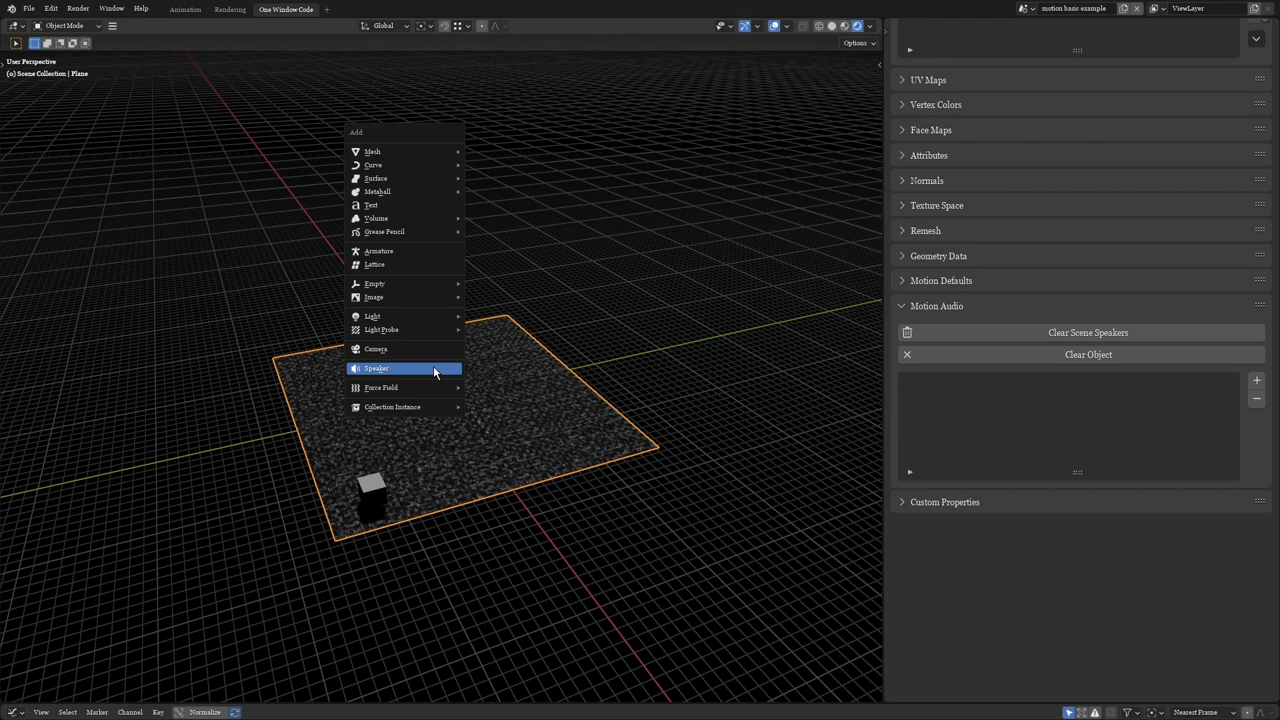 File Edit Render Window Help Animation Rendering One Window Code + motion basic example ViewLayer
Object Mode Global
Options
User Perspective
(0) Scene Collection | Plane
Add
Mesh
Curve
Surface
Metaball
Text
Volume
Grease Pencil
Armature
Lattice
Empty
Image
Light
Light Probe
Camera
Speaker
Force Field
Collection Instance
UV Maps
Vertex Colors
Face Maps
Attributes
Normals
Texture Space
Remesh
Geometry Data
Motion Defaults
Motion Audio
Clear Scene Speakers
Clear Object
Custom Properties
View Select Marker Channel Key Normalize Nearest Frame